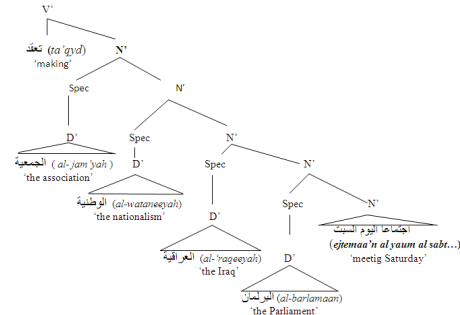 V'
تعقد (ta 'qyd)
'making'
N'
Spec
N'
D'
Spec
N'
الجمعية ( al-jam'yah )
'the association'
D'
Spec
N'
الوطنية (al-wataneeyah)
'the nationalism'
Spec
N'
D'
اجتماعا اليوم السبت
(ejtemaa'n al yaum al sabt…)
'meetig Saturday'
العراقية (al-'raqeeyah)
'the Iraq'
D'
البرلمان (al-barlamaan)
'the Parliament'